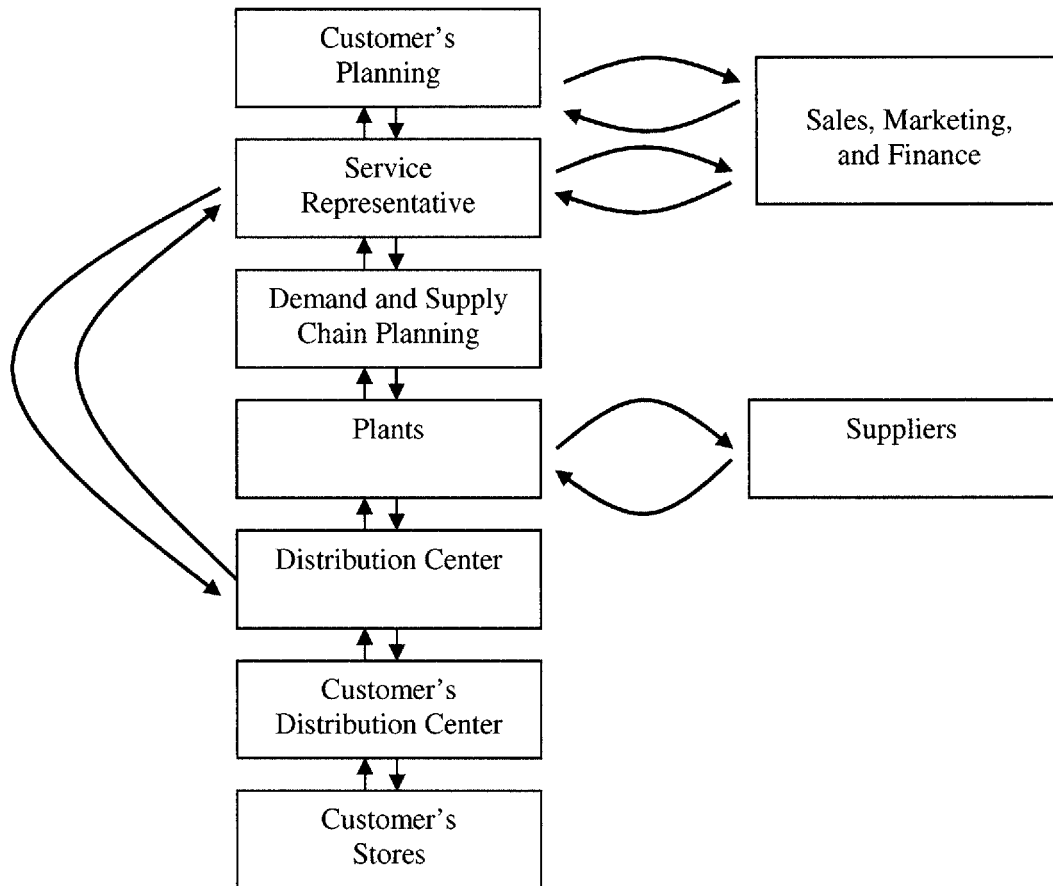 Customer's
Planning
Sales, Marketing,
and Finance
Service
Representative
Demand and Supply
Chain Planning
Plants
Suppliers
Distribution Center
Customer's
Distribution Center
Customer's
Stores